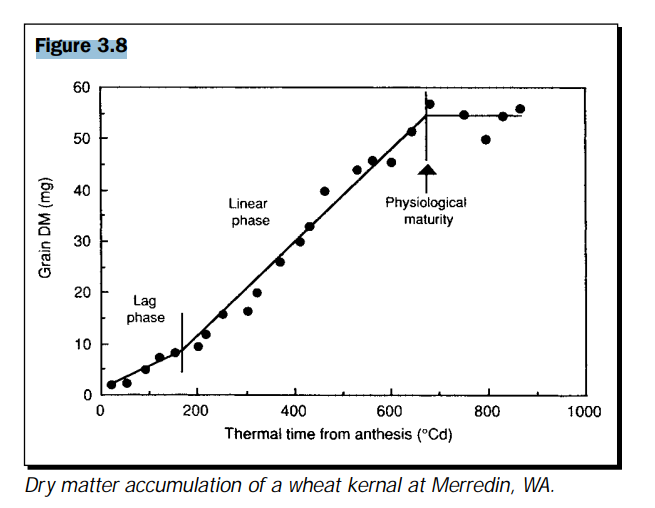 Figure 3.8
60
50
40
30
20
10
0
Grain DM (mg)
Linear
phase
Lag
phase
Physiological
maturity
0 200 400 600 800 1000
Thermal time from anthesis (°Cd)
Dry matter accumulation of a wheat kernal at Merredin, WA.